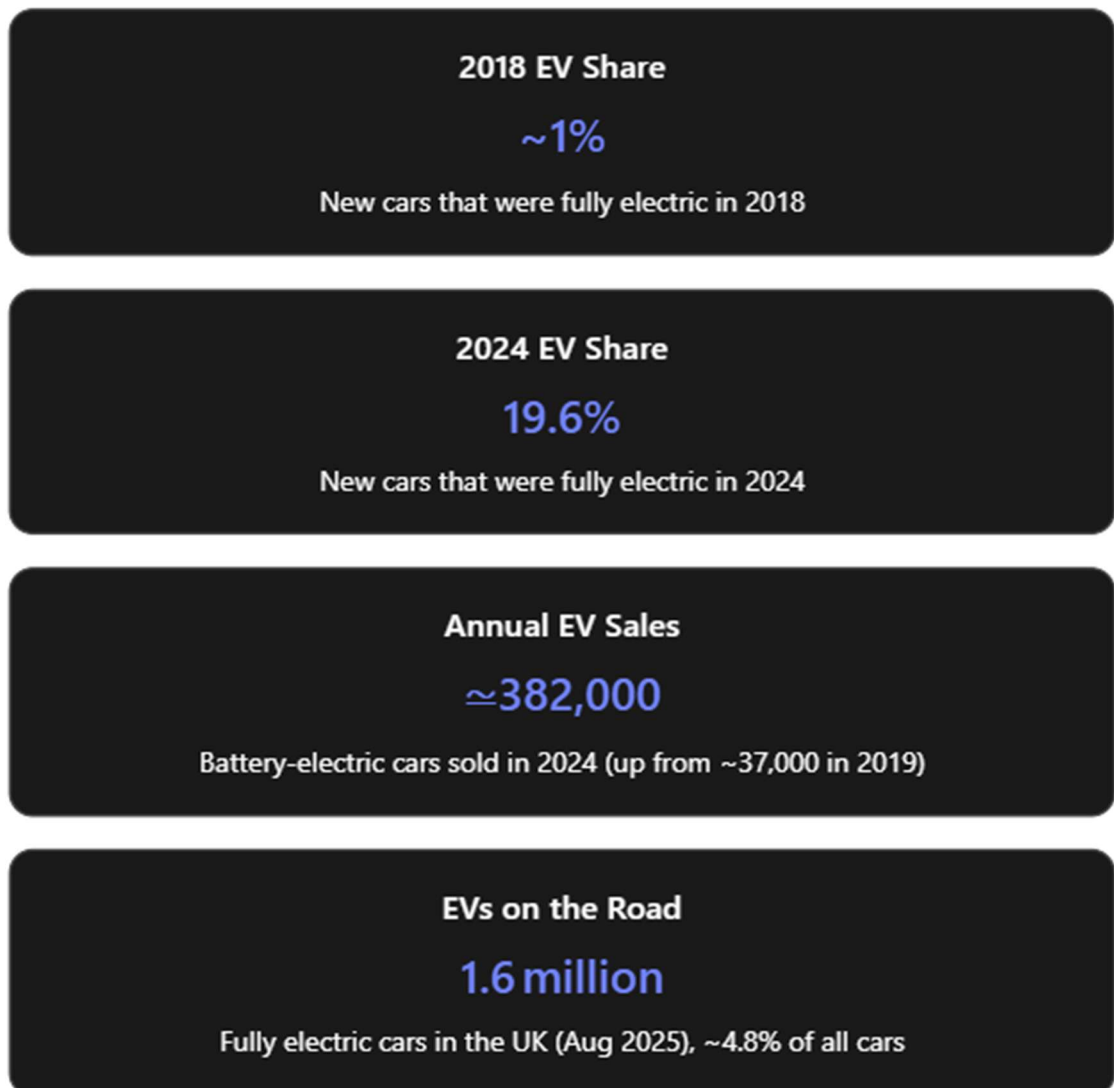 2018 EV Share
~1%
New cars that were fully electric in 2018
2024 EV Share
19.6%
New cars that were fully electric in 2024
Annual EV Sales
≃382,000
Battery-electric cars sold in 2024 (up from ~37,000 in 2019)
EVs on the Road
1.6 million
Fully electric cars in the UK (Aug 2025), ~4.8% of all cars